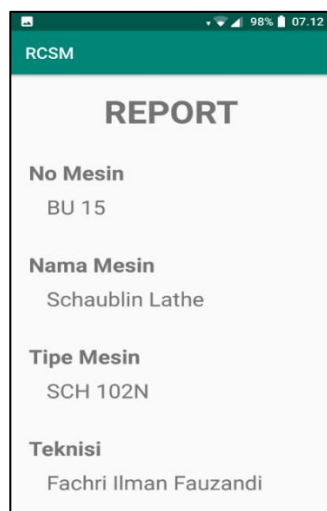 98% 07.12
RCSM
REPORT
No Mesin
BU 15
Nama Mesin
Schaublin Lathe
Tipe Mesin
SCH 102N
Teknisi
Fachri Ilman Fauzandi